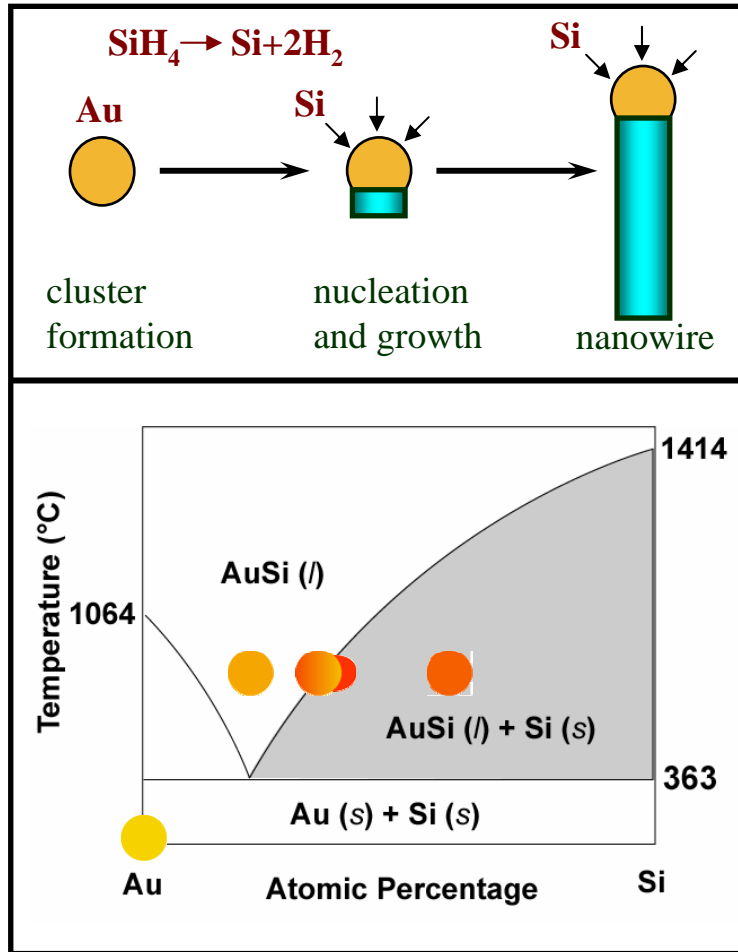 SiH₄→ Si+2H₂
Au
Si
Si
cluster
formation
nucleation
and growth
nanowire
1414
Temperature (°C)
AuSi (l)
1064
AuSi (l) + Si (s)
363
Au (s) + Si (s)
Au
Atomic Percentage
Si